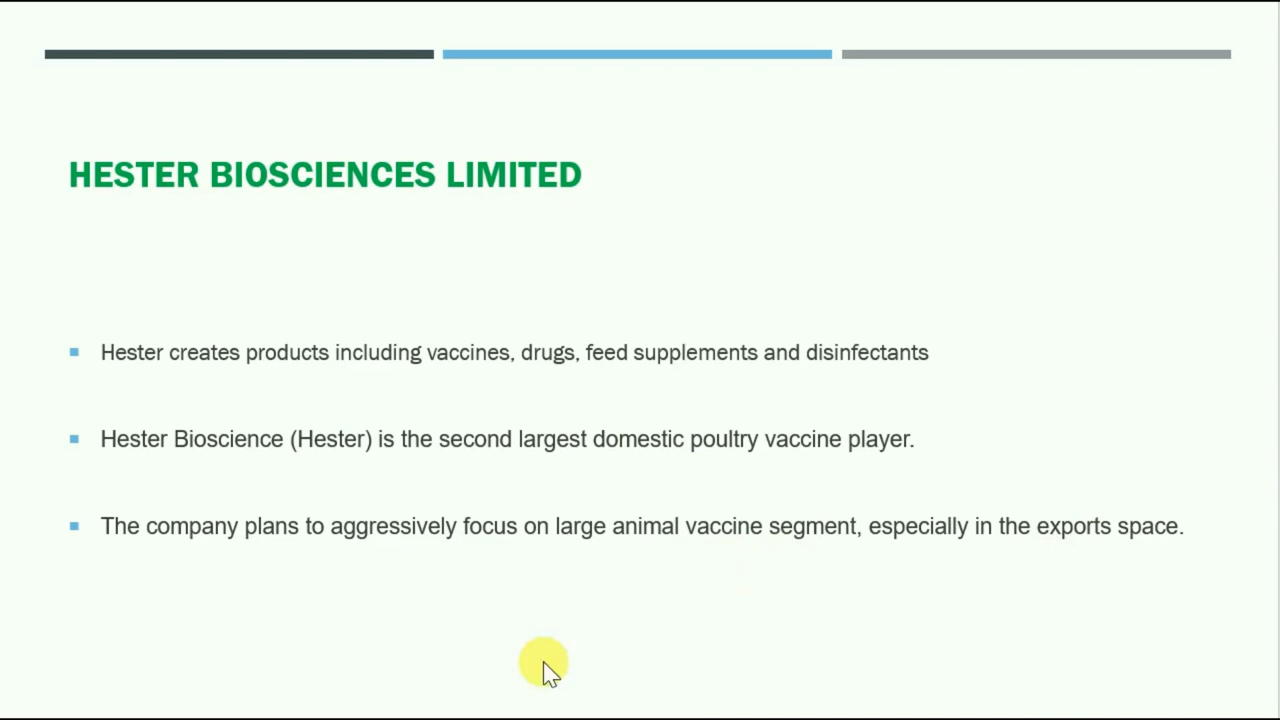 HESTER BIOSCIENCES LIMITED
Hester creates products including vaccines, drugs, feed supplements and disinfectants
Hester Bioscience (Hester) is the second largest domestic poultry vaccine player.
The company plans to aggressively focus on large animal vaccine segment, especially in the exports space.